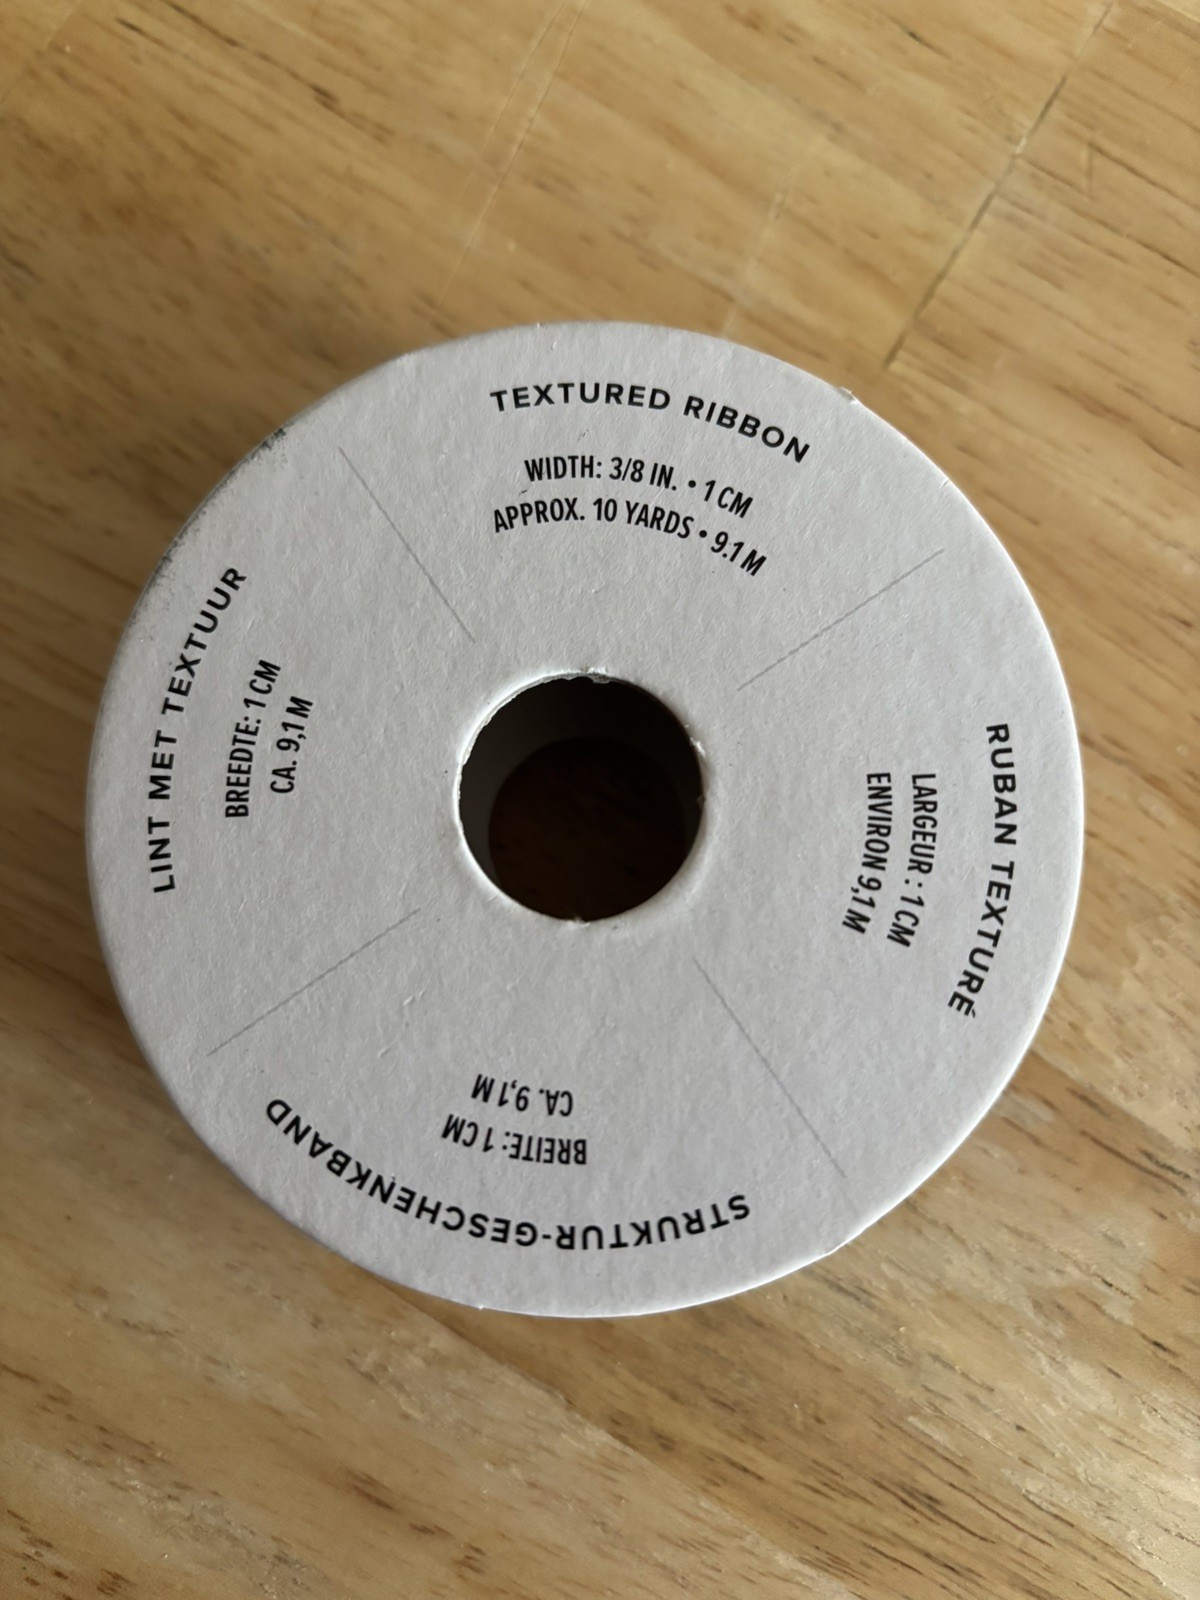 TEXTURED RIBBON
WIDTH: 3/8 IN. • 1 CM
APPROX. 10 YARDS • 9.1 M
RUBAN TEXTURÉ
LARGEUR : 1 CM
ENVIRON 9,1 M
STRUKTUR-GESCHENKBAND
BREITE: 1 CM
CA. 9,1 M
LINT MET TEXTUUR
BREEDTE: 1 CM
CA. 9,1 M